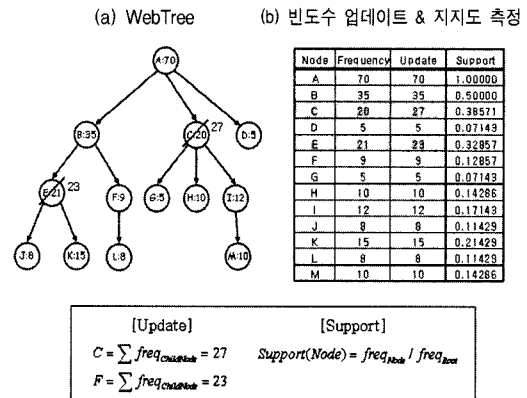 (a) WebTree (b) 빈도수 업데이트 & 지지도 측정
A:70
B:35 C:20 27 D:5
E:21 23 F:9 G:5 H:10 I:12
J:8 K:15 L:8 M:10
Node Frequency Update Support
A 70 70 1.00000
B 35 35 0.50000
C 20 27 0.38571
D 5 5 0.07143
E 21 23 0.32857
F 9 9 0.12857
G 5 5 0.07143
H 10 10 0.14286
I 12 12 0.17143
J 8 8 0.11429
K 15 15 0.21429
L 8 8 0.11429
M 10 10 0.14286
[Update] [Support]
C = ∑ freq_ChildNode = 27 Support(Node) = freq_Node / freq_Root
F = ∑ freq_ChildNode = 23